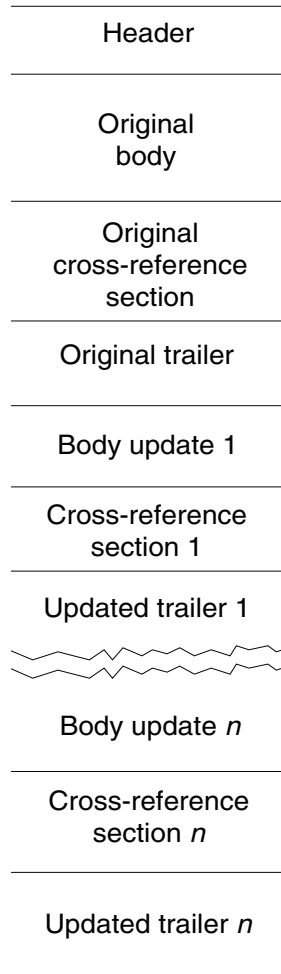 Header
Original
body
Original
cross-reference
section
Original trailer
Body update 1
Cross-reference
section 1
Updated trailer 1
Body update n
Cross-reference
section n
Updated trailer n